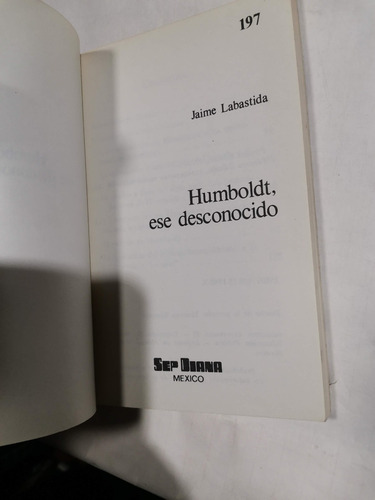 197
Jaime Labastida
Humboldt,
ese desconocido
SEP DIANA
MEXICO